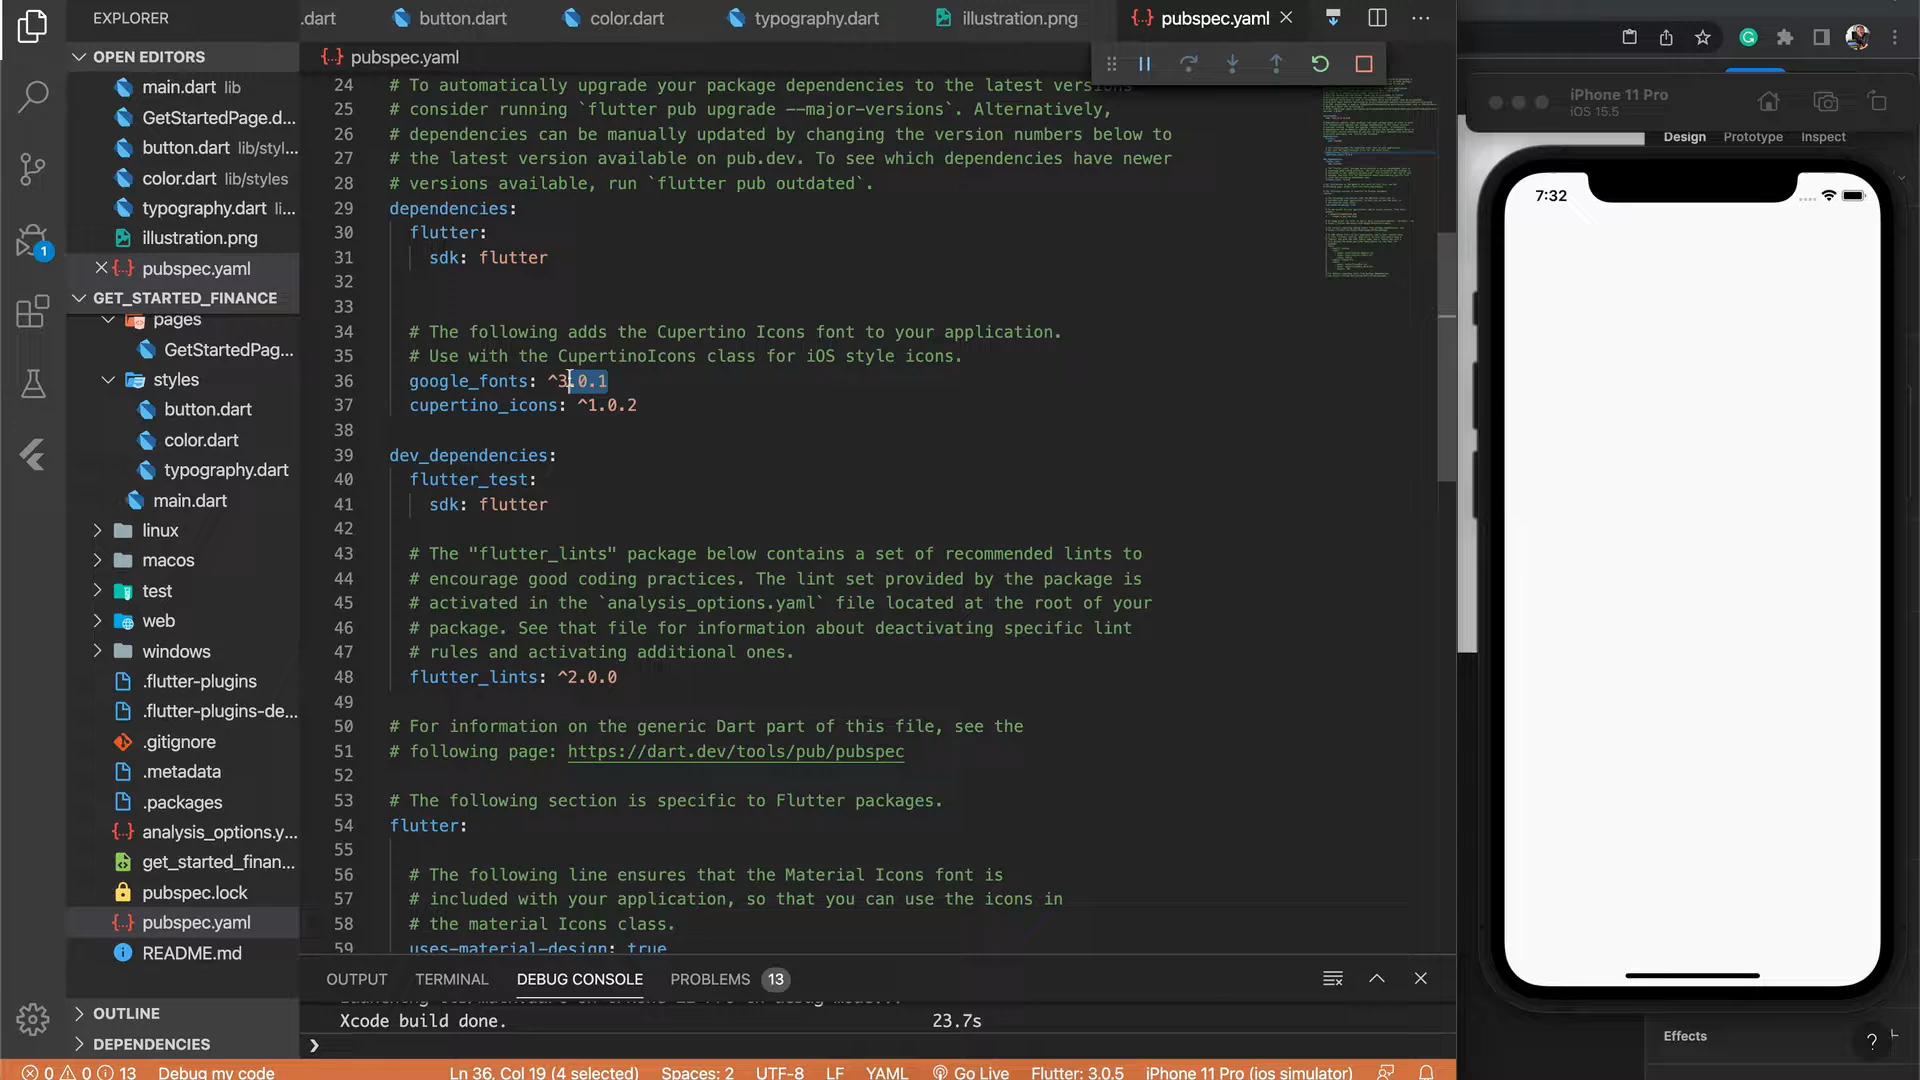 EXPLORER
.dart
button.dart
color.dart
typography.dart
illustration.png
pubspec.yaml
OPEN EDITORS
main.dart lib
GetStartedPage.d...
button.dart lib/styl...
color.dart lib/styles
typography.dart li...
illustration.png
pubspec.yaml
GET_STARTED_FINANCE
pages
GetStartedPag...
styles
button.dart
color.dart
typography.dart
main.dart
linux
macos
test
web
windows
.flutter-plugins
.flutter-plugins-de...
.gitignore
.metadata
.packages
analysis_options.y...
get_started_finan...
pubspec.lock
pubspec.yaml
README.md
OUTLINE
DEPENDENCIES
1
pubspec.yaml
24 # To automatically upgrade your package dependencies to the latest versions
25 # consider running `flutter pub upgrade --major-versions`. Alternatively,
26 # dependencies can be manually updated by changing the version numbers below to
27 # the latest version available on pub.dev. To see which dependencies have newer
28 # versions available, run `flutter pub outdated`.
29 dependencies:
30 flutter:
31 sdk: flutter
32
33
34 # The following adds the Cupertino Icons font to your application.
35 # Use with the CupertinoIcons class for iOS style icons.
36 google_fonts: ^3.0.1
37 cupertino_icons: ^1.0.2
38
39 dev_dependencies:
40 flutter_test:
41 sdk: flutter
42
43 # The "flutter_lints" package below contains a set of recommended lints to
44 # encourage good coding practices. The lint set provided by the package is
45 # activated in the `analysis_options.yaml` file located at the root of your
46 # package. See that file for information about deactivating specific lint
47 # rules and activating additional ones.
48 flutter_lints: ^2.0.0
49
50 # For information on the generic Dart part of this file, see the
51 # following page: https://dart.dev/tools/pub/pubspec
52
53 # The following section is specific to Flutter packages.
54 flutter:
55
56 # The following line ensures that the Material Icons font is
57 # included with your application, so that you can use the icons in
58 # the material Icons class.
59 uses-material-design: true
OUTPUT TERMINAL DEBUG CONSOLE PROBLEMS 13
Xcode build done. 23.7s
0 0 13 Debug my code
Ln 36, Col 19 (4 selected) Spaces: 2 UTF-8 LF YAML Go Live Flutter: 3.0.5 iPhone 11 Pro (ios simulator)
iPhone 11 Pro
iOS 15.5
Design Prototype Inspect
7:32
Effects
?